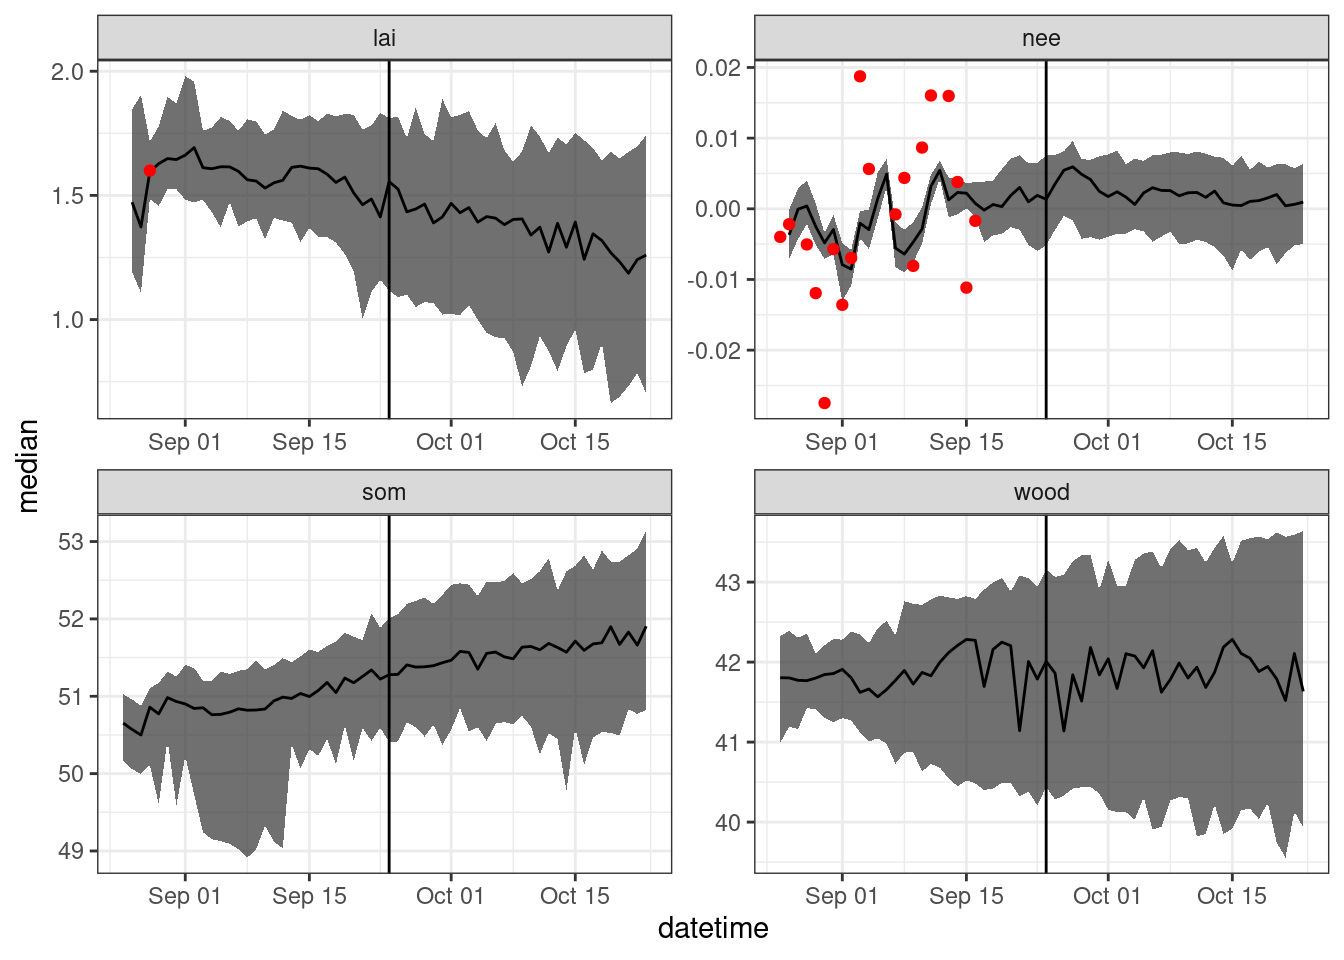 lai
nee
2.0
1.5
1.0
0.02
0.01
0.00
-0.01
-0.02
Sep 01 Sep 15 Oct 01 Oct 15
Sep 01 Sep 15 Oct 01 Oct 15
median
som
wood
53
52
51
50
49
43
42
41
40
Sep 01 Sep 15 Oct 01 Oct 15
Sep 01 Sep 15 Oct 01 Oct 15
datetime